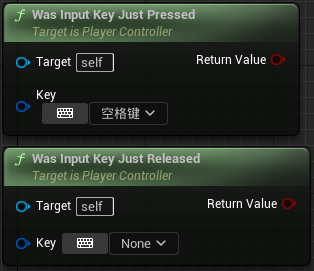 Was Input Key Just Pressed
Target is Player Controller
Target self Return Value
Key
空格键
Was Input Key Just Released
Target is Player Controller
Target self Return Value
Key None